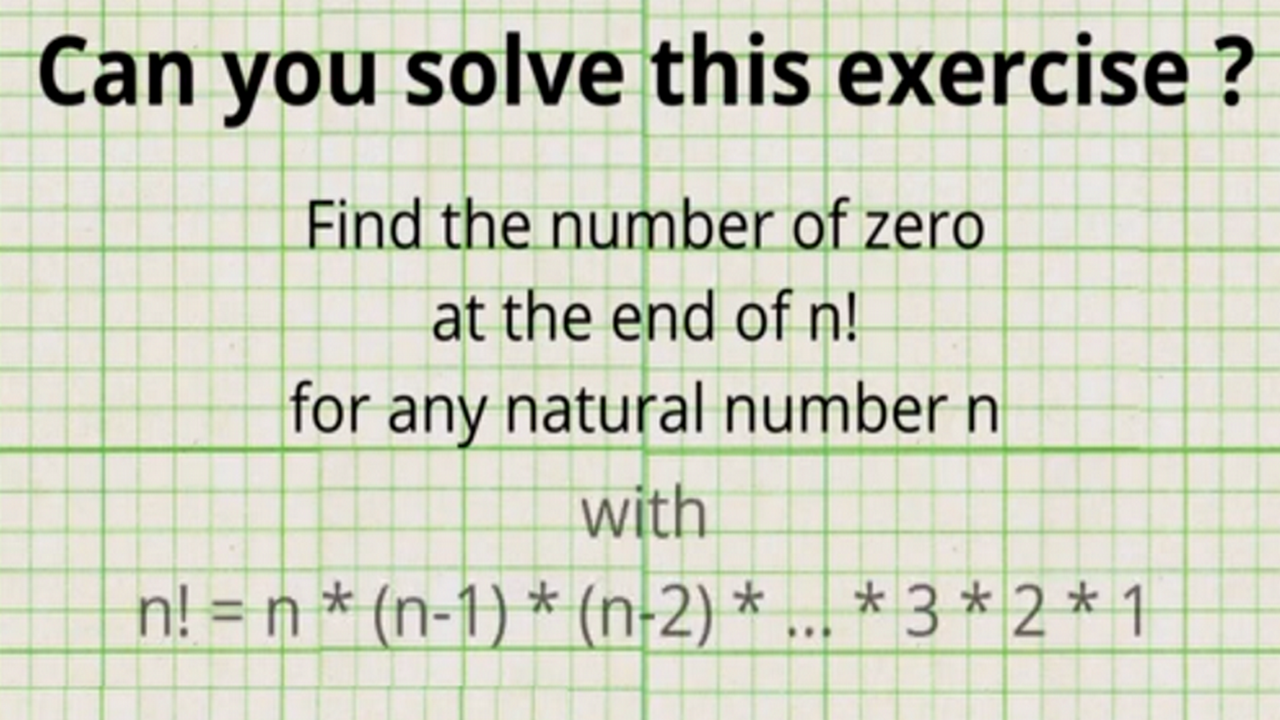 Can you solve this exercise ?
Find the number of zero
at the end of n!
for any natural number n
with
n! = n * (n-1) * (n-2) * ... * 3 * 2 * 1